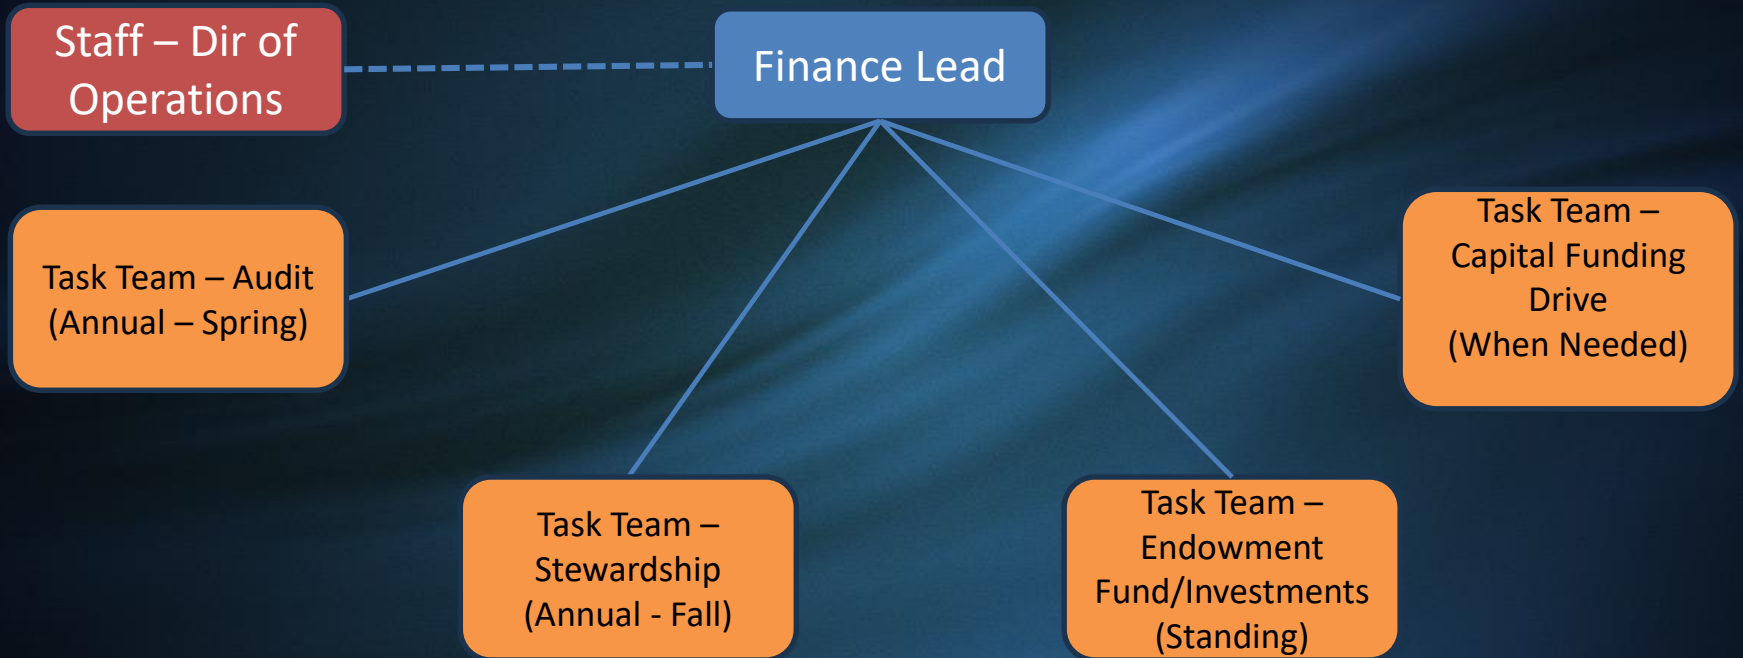 Staff – Dir of
Operations
Finance Lead
Task Team – Audit
(Annual – Spring)
Task Team –
Capital Funding
Drive
(When Needed)
Task Team –
Stewardship
(Annual - Fall)
Task Team –
Endowment
Fund/Investments
(Standing)